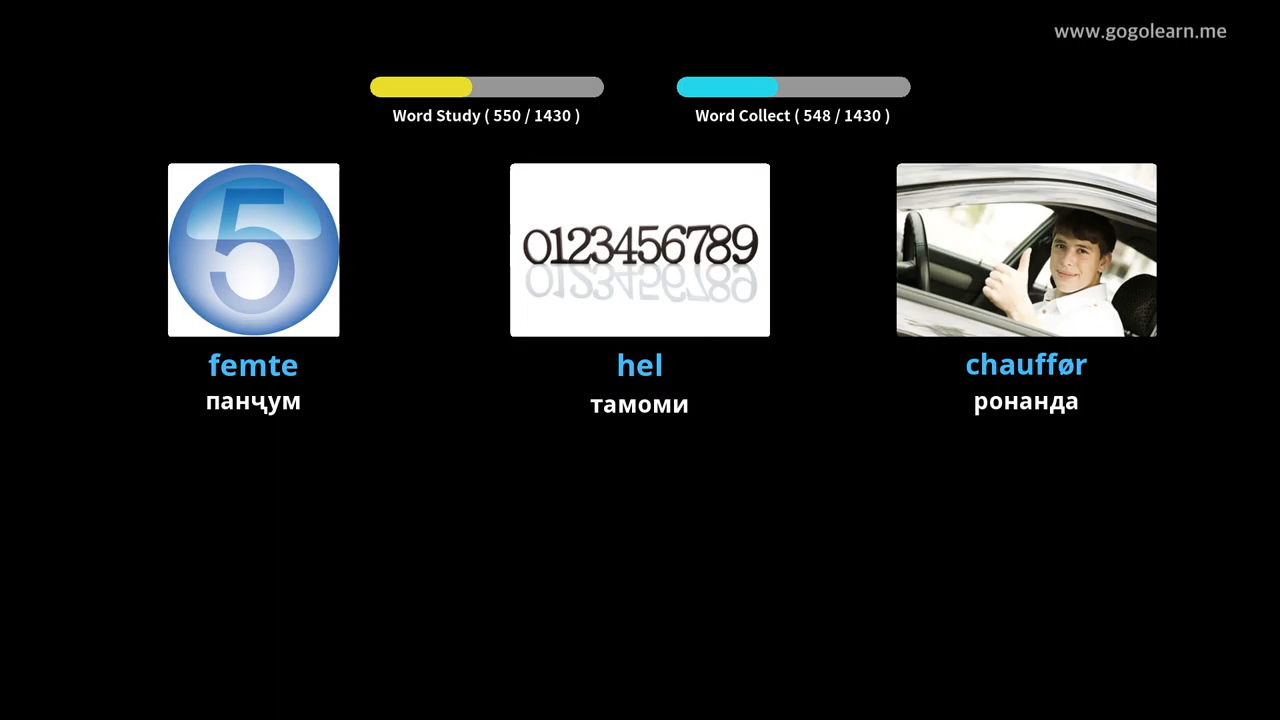 www.gogolearn.me
Word Study ( 550 / 1430 )
Word Collect ( 548 / 1430 )
5
0123456789
femte
hel
chauffør
панҷум
тамоми
ронанда